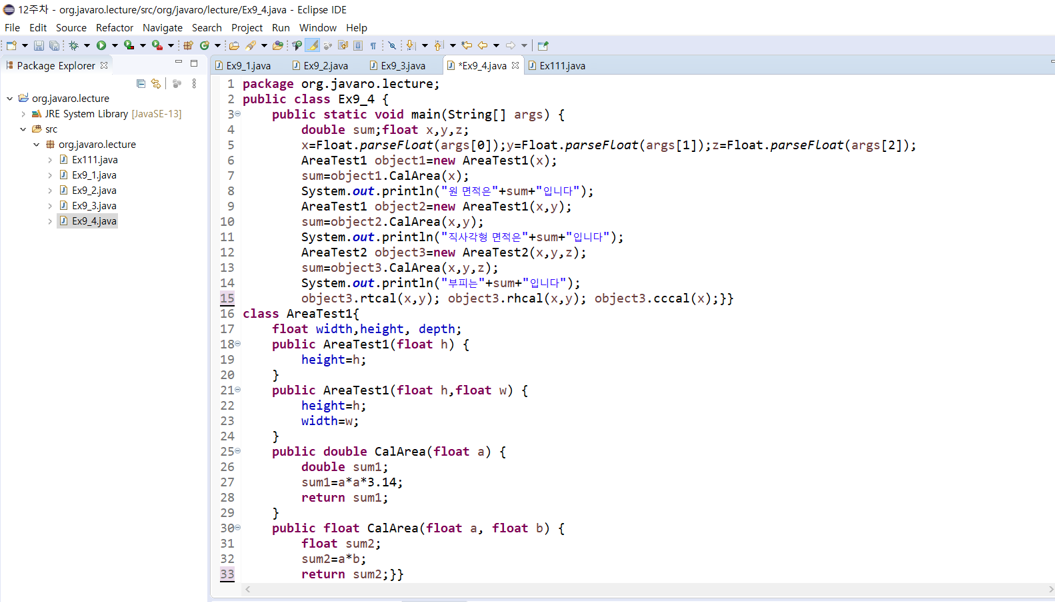 12주차 - org.javaro.lecture/src/org/javaro/lecture/Ex9_4.java - Eclipse IDE
File Edit Source Refactor Navigate Search Project Run Window Help
Package Explorer
Ex9_1.java Ex9_2.java Ex9_3.java *Ex9_4.java Ex111.java
org.javaro.lecture
JRE System Library [JavaSE-13]
src
org.javaro.lecture
Ex111.java
Ex9_1.java
Ex9_2.java
Ex9_3.java
Ex9_4.java
1 package org.javaro.lecture;
2 public class Ex9_4 {
3 public static void main(String[] args) {
4 double sum;float x,y,z;
5 x=Float.parseFloat(args[0]);y=Float.parseFloat(args[1]);z=Float.parseFloat(args[2]);
6 AreaTest1 object1=new AreaTest1(x);
7 sum=object1.CalArea(x);
8 System.out.println("원 면적은"+sum+"입니다");
9 AreaTest1 object2=new AreaTest1(x,y);
10 sum=object2.CalArea(x,y);
11 System.out.println("직사각형 면적은"+sum+"입니다");
12 AreaTest2 object3=new AreaTest2(x,y,z);
13 sum=object3.CalArea(x,y,z);
14 System.out.println("부피는"+sum+"입니다");
15 object3.rtcal(x,y); object3.rhcal(x,y); object3.cccal(x);}}
16 class AreaTest1{
17 float width,height, depth;
18 public AreaTest1(float h) {
19 height=h;
20 }
21 public AreaTest1(float h,float w) {
22 height=h;
23 width=w;
24 }
25 public double CalArea(float a) {
26 double sum1;
27 sum1=a*a*3.14;
28 return sum1;
29 }
30 public float CalArea(float a, float b) {
31 float sum2;
32 sum2=a*b;
33 return sum2;}}